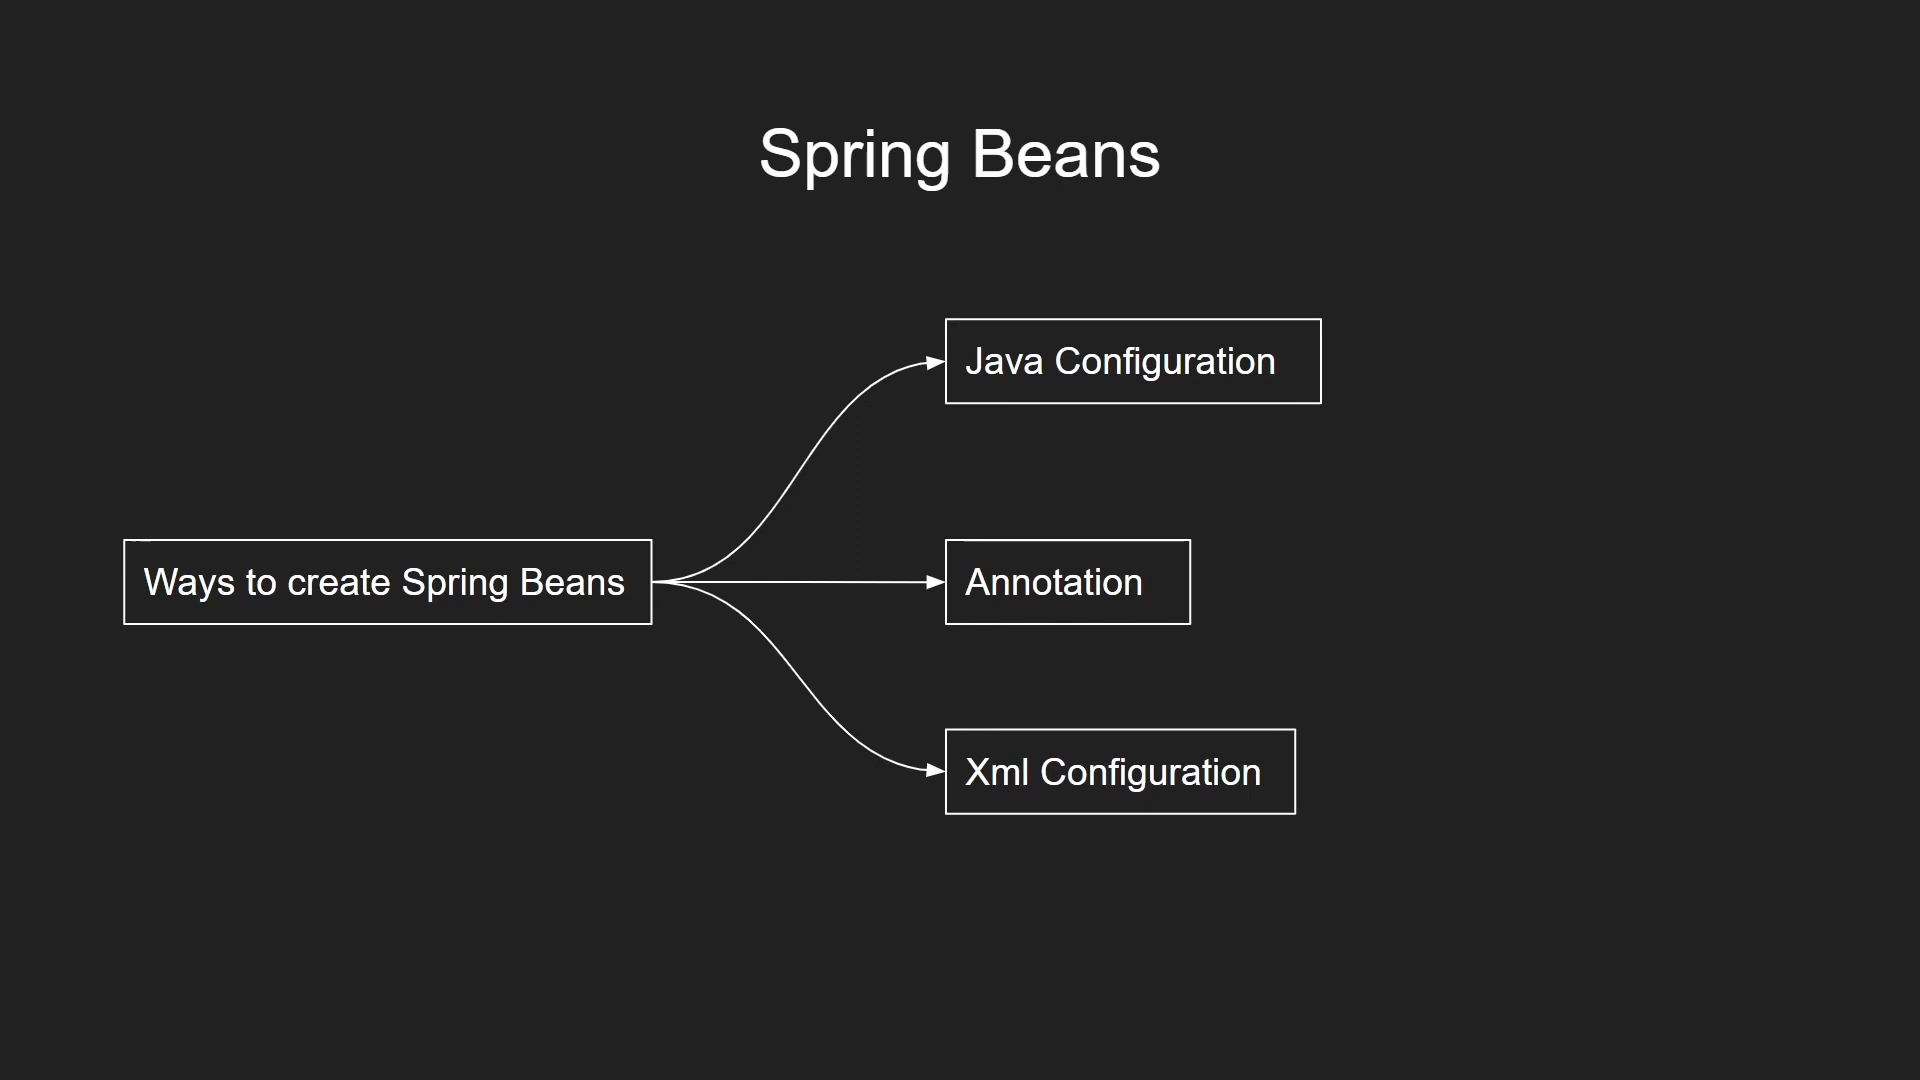 Spring Beans
Java Configuration
Ways to create Spring Beans
Annotation
Xml Configuration